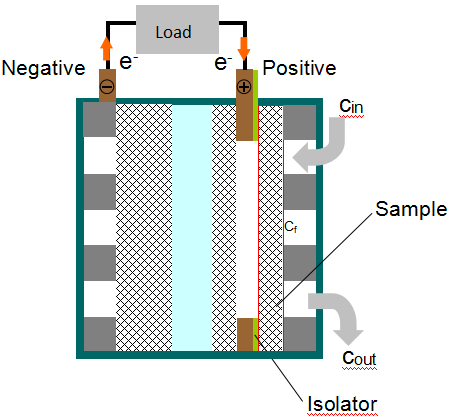 Load
e-
e-
Negative
Positive
−
+
Cin
Sample
Cf
Cout
Isolator